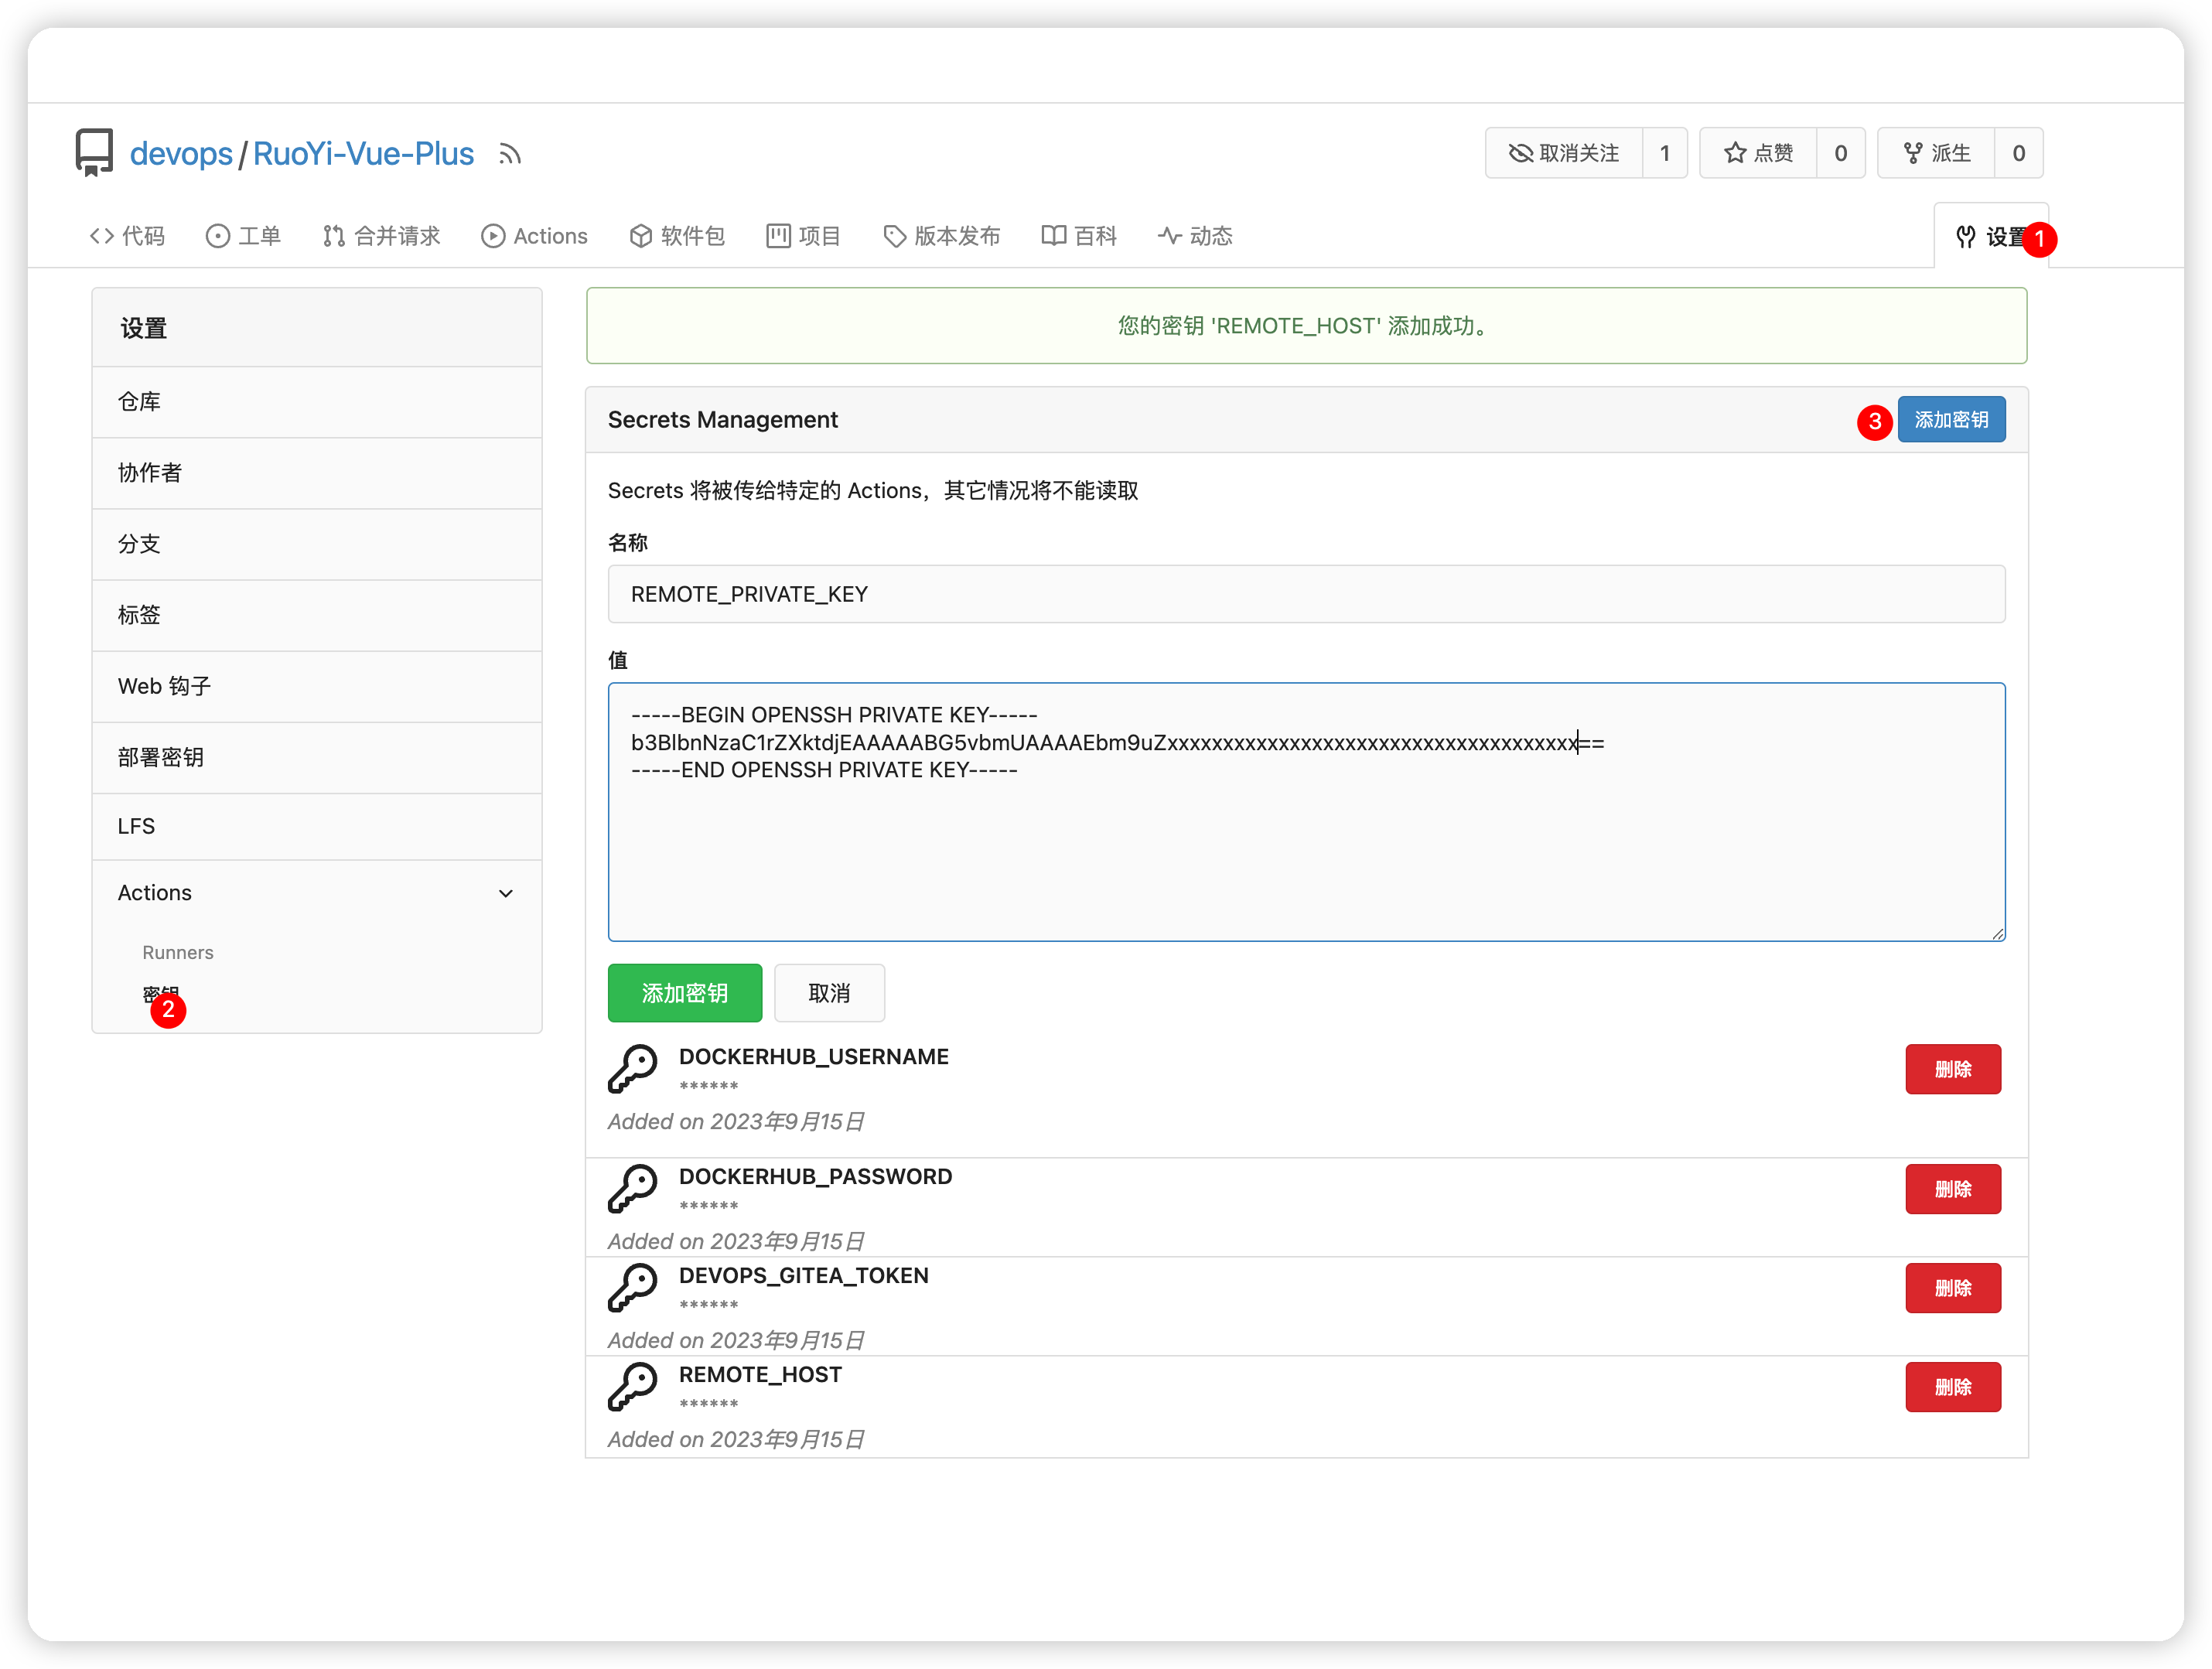 devops / RuoYi-Vue-Plus
取消关注 1 点赞 0 派生 0
代码 工单 合并请求 Actions 软件包 项目 版本发布 百科 动态 设置 1
设置
仓库
协作者
分支
标签
Web 钩子
部署密钥
LFS
Actions
Runners
密钥
2
您的密钥 'REMOTE_HOST' 添加成功。
Secrets Management
3 添加密钥
Secrets 将被传给特定的 Actions，其它情况将不能读取
名称
REMOTE_PRIVATE_KEY
值
-----BEGIN OPENSSH PRIVATE KEY-----
b3BlbnNzaC1rZXktdjEAAAAABG5vbmUAAAAEbm9uZxxxxxxxxxxxxxxxxxxxxxxxxxxxxxxxxxxxxx==
-----END OPENSSH PRIVATE KEY-----
添加密钥 取消
DOCKERHUB_USERNAME
******
删除
Added on 2023年9月15日
DOCKERHUB_PASSWORD
******
删除
Added on 2023年9月15日
DEVOPS_GITEA_TOKEN
******
删除
Added on 2023年9月15日
REMOTE_HOST
******
删除
Added on 2023年9月15日